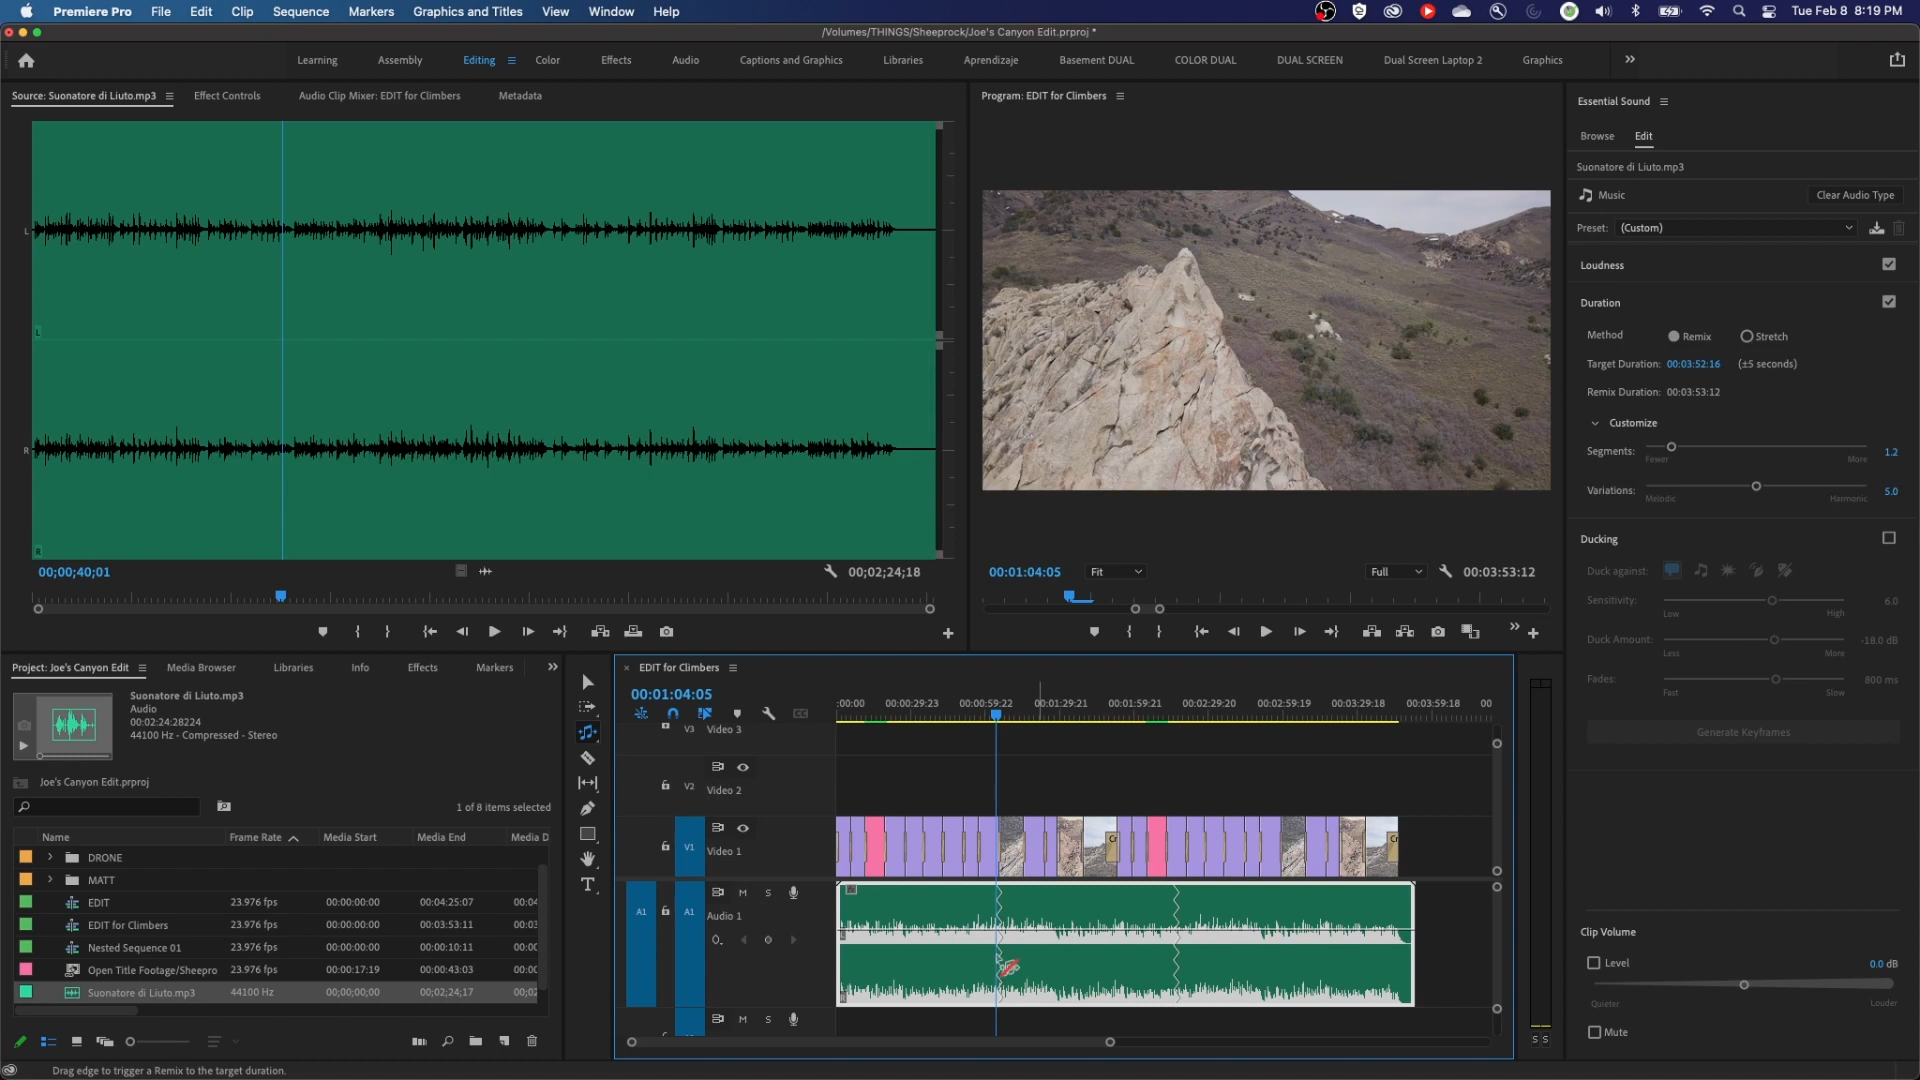 Premiere Pro File Edit Clip Sequence Markers Graphics and Titles View Window Help Tue Feb 8 8:19 PM
/Volumes/THINGS/Sheeprock/Joe's Canyon Edit.prproj *
Learning Assembly Editing Color Effects Audio Captions and Graphics Libraries Aprendizaje Basement DUAL COLOR DUAL DUAL SCREEN Dual Screen Laptop 2 Graphics
Source: Suonatore di Liuto.mp3 Effect Controls Audio Clip Mixer: EDIT for Climbers Metadata
L
L
R
R
00;00;40;01 00;02;24;18
Program: EDIT for Climbers
00:01:04:05 Fit Full 00:03:53:12
Essential Sound
Browse Edit
Suonatore di Liuto.mp3
Music Clear Audio Type
Preset: (Custom)
Loudness
Duration
Method Remix Stretch
Target Duration: 00:03:52:16 (±5 seconds)
Remix Duration: 00:03:53:12
Customize
Segments: 1.2
Fewer More
Variations: 5.0
Melodic Harmonic
Ducking
Duck against:
Sensitivity: 6.0
Low High
Duck Amount: -18.0 dB
Less More
Fades: 800 ms
Fast Slow
Generate Keyframes
Clip Volume
Level 0.0 dB
Quieter Louder
Mute
Project: Joe's Canyon Edit Media Browser Libraries Info Effects Markers
Suonatore di Liuto.mp3
Audio
00:02:24:28224
44100 Hz - Compressed - Stereo
Joe's Canyon Edit.prproj
1 of 8 items selected
Name Frame Rate Media Start Media End Media D
DRONE
MATT
EDIT 23.976 fps 00:00:00:00 00:04:25:07 00:04
EDIT for Climbers 23.976 fps 00:00:00:00 00:03:53:11 00:03
Nested Sequence 01 23.976 fps 00:00:00:00 00:00:10:11 00:00
Open Title Footage/Sheepro 23.976 fps 00:00:17:19 00:00:43:03 00:00
Suonatore di Liuto.mp3 44100 Hz 00;00;00;00 00;02;24;17 00;02
EDIT for Climbers
00:01:04:05
:00:00 00:00:29:23 00:00:59:22 00:01:29:21 00:01:59:21 00:02:29:20 00:02:59:19 00:03:29:18 00:03:59:18 00
V3 Video 3
V2 Video 2
V1 Video 1
Cr Cr
A1 A1 M S
Audio 1
M S
S S
Drag edge to trigger a Remix to the target duration.